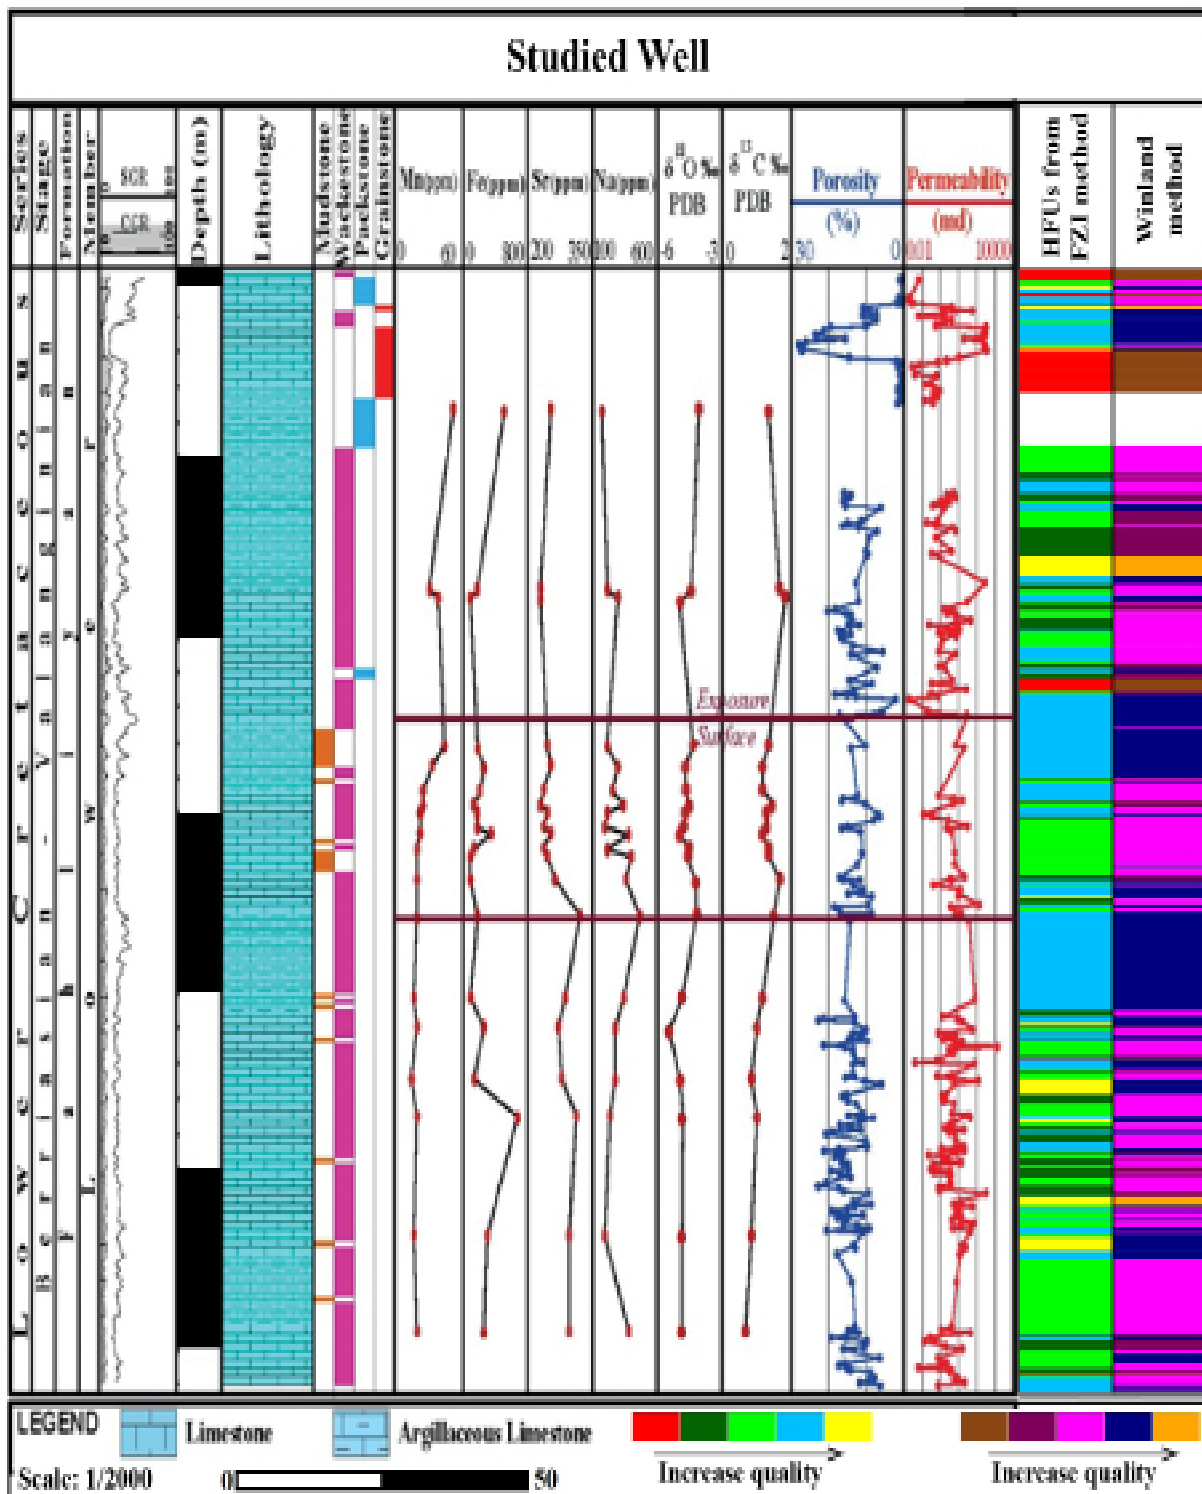 Studied Well
Series
Stage
Formation
Member
SGR
CGR
Depth (m)
Lithology
Mudstone
Wackestone
Packstone
Grainstone
Mn(ppm)
0 60
Fe(ppm)
0 800
Sr(ppm)
200 350
Na(ppm)
100 600
δ18O ‰
PDB
-6 -3
δ13C ‰
PDB
0 2
Porosity
(%)
30 0
Permeability
(md)
0.01 10000
HFUs from
FZI method
Winland
method
Lower Cretaceous
Berriasian-Valanginian
Fahliyan
Lower
Exposure
Surface
LEGEND
Limestone
Argillaceous Limestone
Increase quality
Increase quality
Scale: 1/2000
0 50